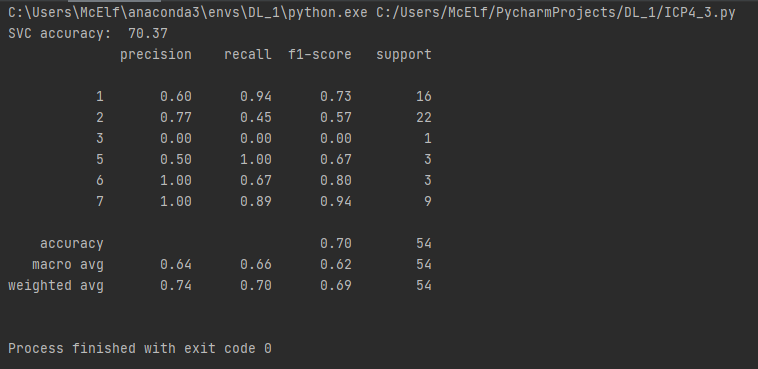 C:\Users\McElf\anaconda3\envs\DL_1\python.exe C:/Users/McElf/PycharmProjects/DL_1/ICP4_3.py
SVC accuracy:  70.37
              precision    recall  f1-score   support

           1       0.60      0.94      0.73        16
           2       0.77      0.45      0.57        22
           3       0.00      0.00      0.00         1
           5       0.50      1.00      0.67         3
           6       1.00      0.67      0.80         3
           7       1.00      0.89      0.94         9

    accuracy                           0.70        54
   macro avg       0.64      0.66      0.62        54
weighted avg       0.74      0.70      0.69        54

Process finished with exit code 0